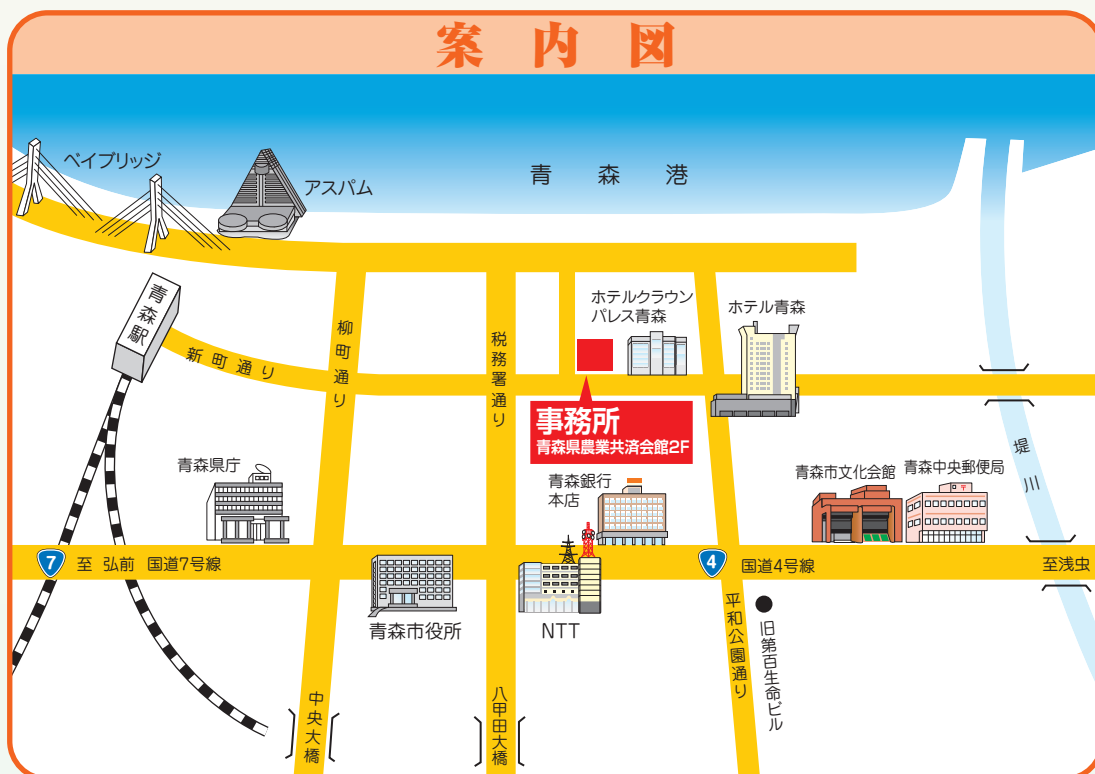 案内図
ベイブリッジ
アスパム
青森港
青森駅
新町通り
柳町通り
税務署通り
ホテルクラウン
パレス青森
ホテル青森
事務所
青森県農業共済会館2F
青森県庁
青森銀行
本店
青森市文化会館
青森中央郵便局
堤川
7
至 弘前 国道7号線
4
国道4号線
至浅虫
青森市役所
NTT
平和公園通り
旧第百生命ビル
中央大橋
八甲田大橋